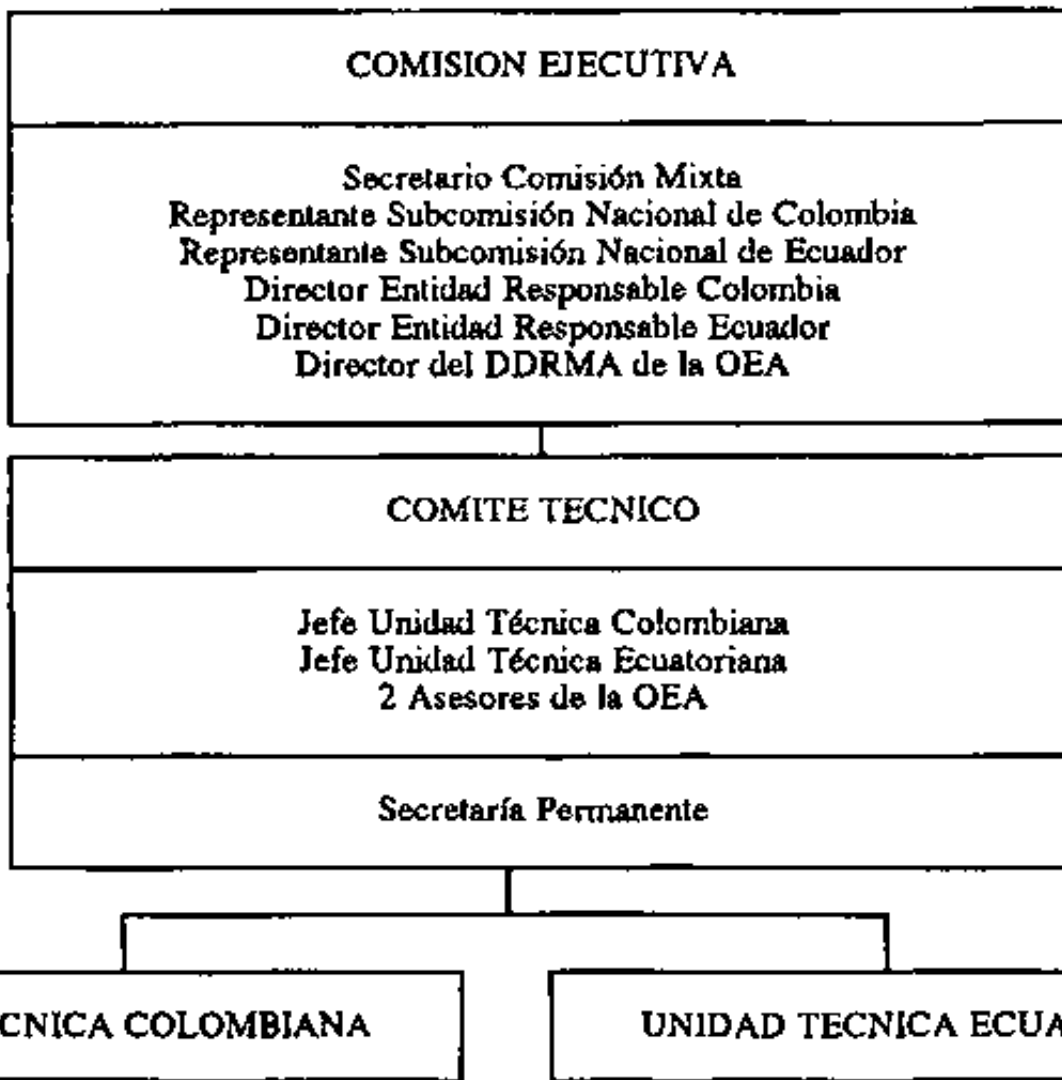 COMISION EJECUTIVA
Secretario Comisión Mixta
Representante Subcomisión Nacional de Colombia
Representante Subcomisión Nacional de Ecuador
Director Entidad Responsable Colombia
Director Entidad Responsable Ecuador
Director del DDRMA de la OEA
COMITE TECNICO
Jefe Unidad Técnica Colombiana
Jefe Unidad Técnica Ecuatoriana
2 Asesores de la OEA
Secretaría Permanente
CNICA COLOMBIANA
UNIDAD TECNICA ECUA